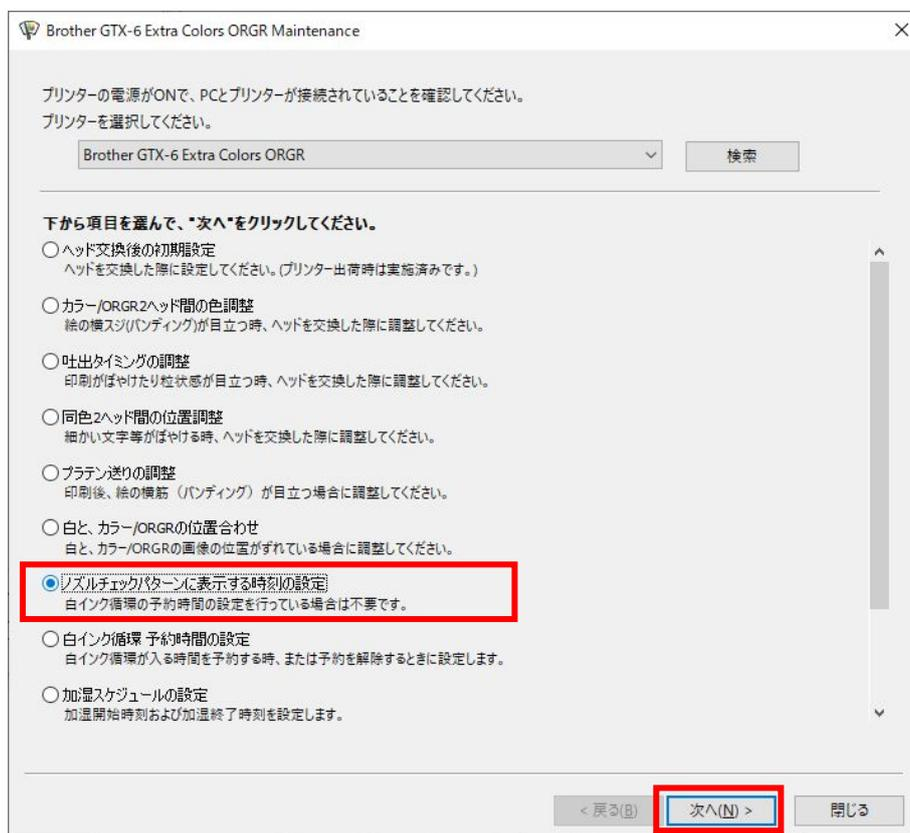 Brother GTX-6 Extra Colors ORGR Maintenance
プリンターの電源がONで、PCとプリンターが接続されていることを確認してください。
プリンターを選択してください。
Brother GTX-6 Extra Colors ORGR
検索
下から項目を選んで、"次へ"をクリックしてください。
ヘッド交換後の初期設定
ヘッドを交換した際に設定してください。(プリンター出荷時は実施済みです。)
カラー/ORGR2ヘッド間の色調整
絵の横スジ(バンディング)が目立つ時、ヘッドを交換した際に調整してください。
吐出タイミングの調整
印刷がぼやけたり粒状感が目立つ時、ヘッドを交換した際に調整してください。
同色2ヘッド間の位置調整
細かい文字等がぼやける時、ヘッドを交換した際に調整してください。
プラテン送りの調整
印刷後、絵の横筋（バンディング）が目立つ場合に調整してください。
白と、カラー/ORGRの位置合わせ
白と、カラー/ORGRの画像の位置がずれている場合に調整してください。
ノズルチェックパターンに表示する時刻の設定
白インク循環の予約時間の設定を行っている場合は不要です。
白インク循環 予約時間の設定
白インク循環が入る時間を予約する時、または予約を解除するときに設定します。
加湿スケジュールの設定
加湿開始時刻および加湿終了時刻を設定します。
< 戻る(B)
次へ(N) >
閉じる